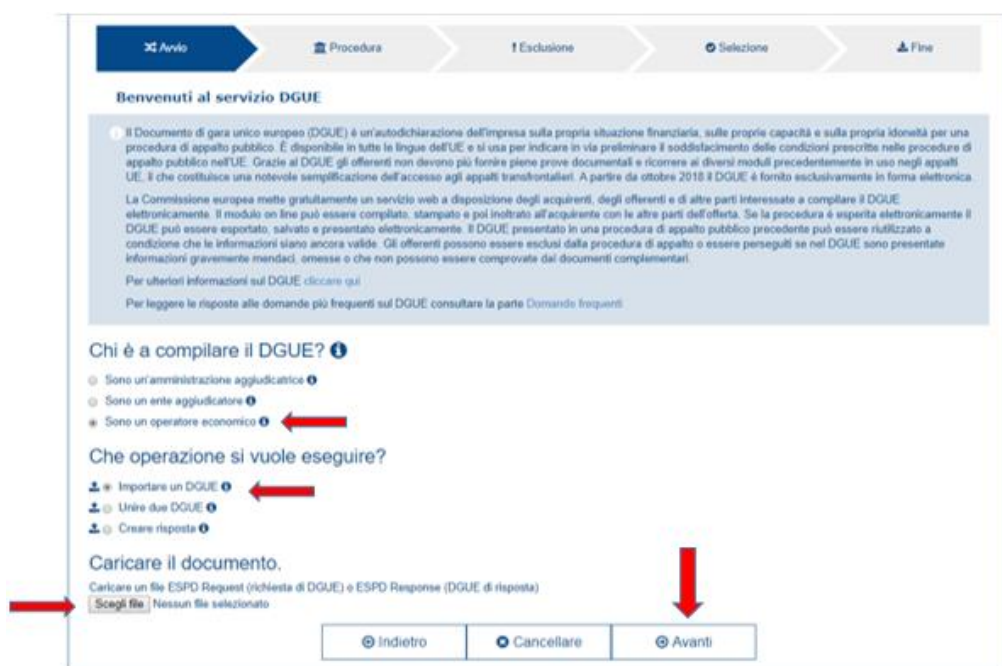 Avvio
Procedura
Esclusione
Selezione
Fine
Benvenuti al servizio DGUE
Il Documento di gara unico europeo (DGUE) è un'autodichiarazione dell'impresa sulla propria situazione finanziaria, sulle proprie capacità e sulla propria idoneità per una
procedura di appalto pubblico. È disponibile in tutte le lingue dell'UE e si usa per indicare in via preliminare il soddisfacimento delle condizioni prescritte nelle procedure di
appalto pubblico nell'UE. Grazie al DGUE gli offerenti non devono più fornire piene prove documentali e ricorrere ai diversi moduli precedentemente in uso negli appalti
UE, il che costituisce una notevole semplificazione dell'accesso agli appalti transfrontalieri. A partire da ottobre 2018 il DGUE è fornito esclusivamente in forma elettronica.
La Commissione europea mette gratuitamente un servizio web a disposizione degli acquirenti, degli offerenti e di altre parti interessate a compilare il DGUE
elettronicamente. Il modulo on line può essere compilato, stampato e poi inoltrato all'acquirente con le altre parti dell'offerta. Se la procedura è esperita elettronicamente il
DGUE può essere esportato, salvato e presentato elettronicamente. Il DGUE presentato in una procedura di appalto pubblico precedente può essere riutilizzato a
condizione che le informazioni siano ancora valide. Gli offerenti possono essere esclusi dalla procedura di appalto o essere perseguiti se nel DGUE sono presentate
informazioni gravemente mendaci, omesse o che non possono essere comprovate dai documenti complementari.
Per ulteriori informazioni sul DGUE cliccare qui
Per leggere le risposte alle domande più frequenti sul DGUE consultare la parte Domande frequenti
Chi è a compilare il DGUE?
Sono un'amministrazione aggiudicatrice
Sono un ente aggiudicatore
Sono un operatore economico
Che operazione si vuole eseguire?
Importare un DGUE
Unire due DGUE
Creare risposta
Caricare il documento.
Caricare un file ESPD Request (richiesta di DGUE) o ESPD Response (DGUE di risposta)
Scegli file Nessun file selezionato
Indietro
Cancellare
Avanti